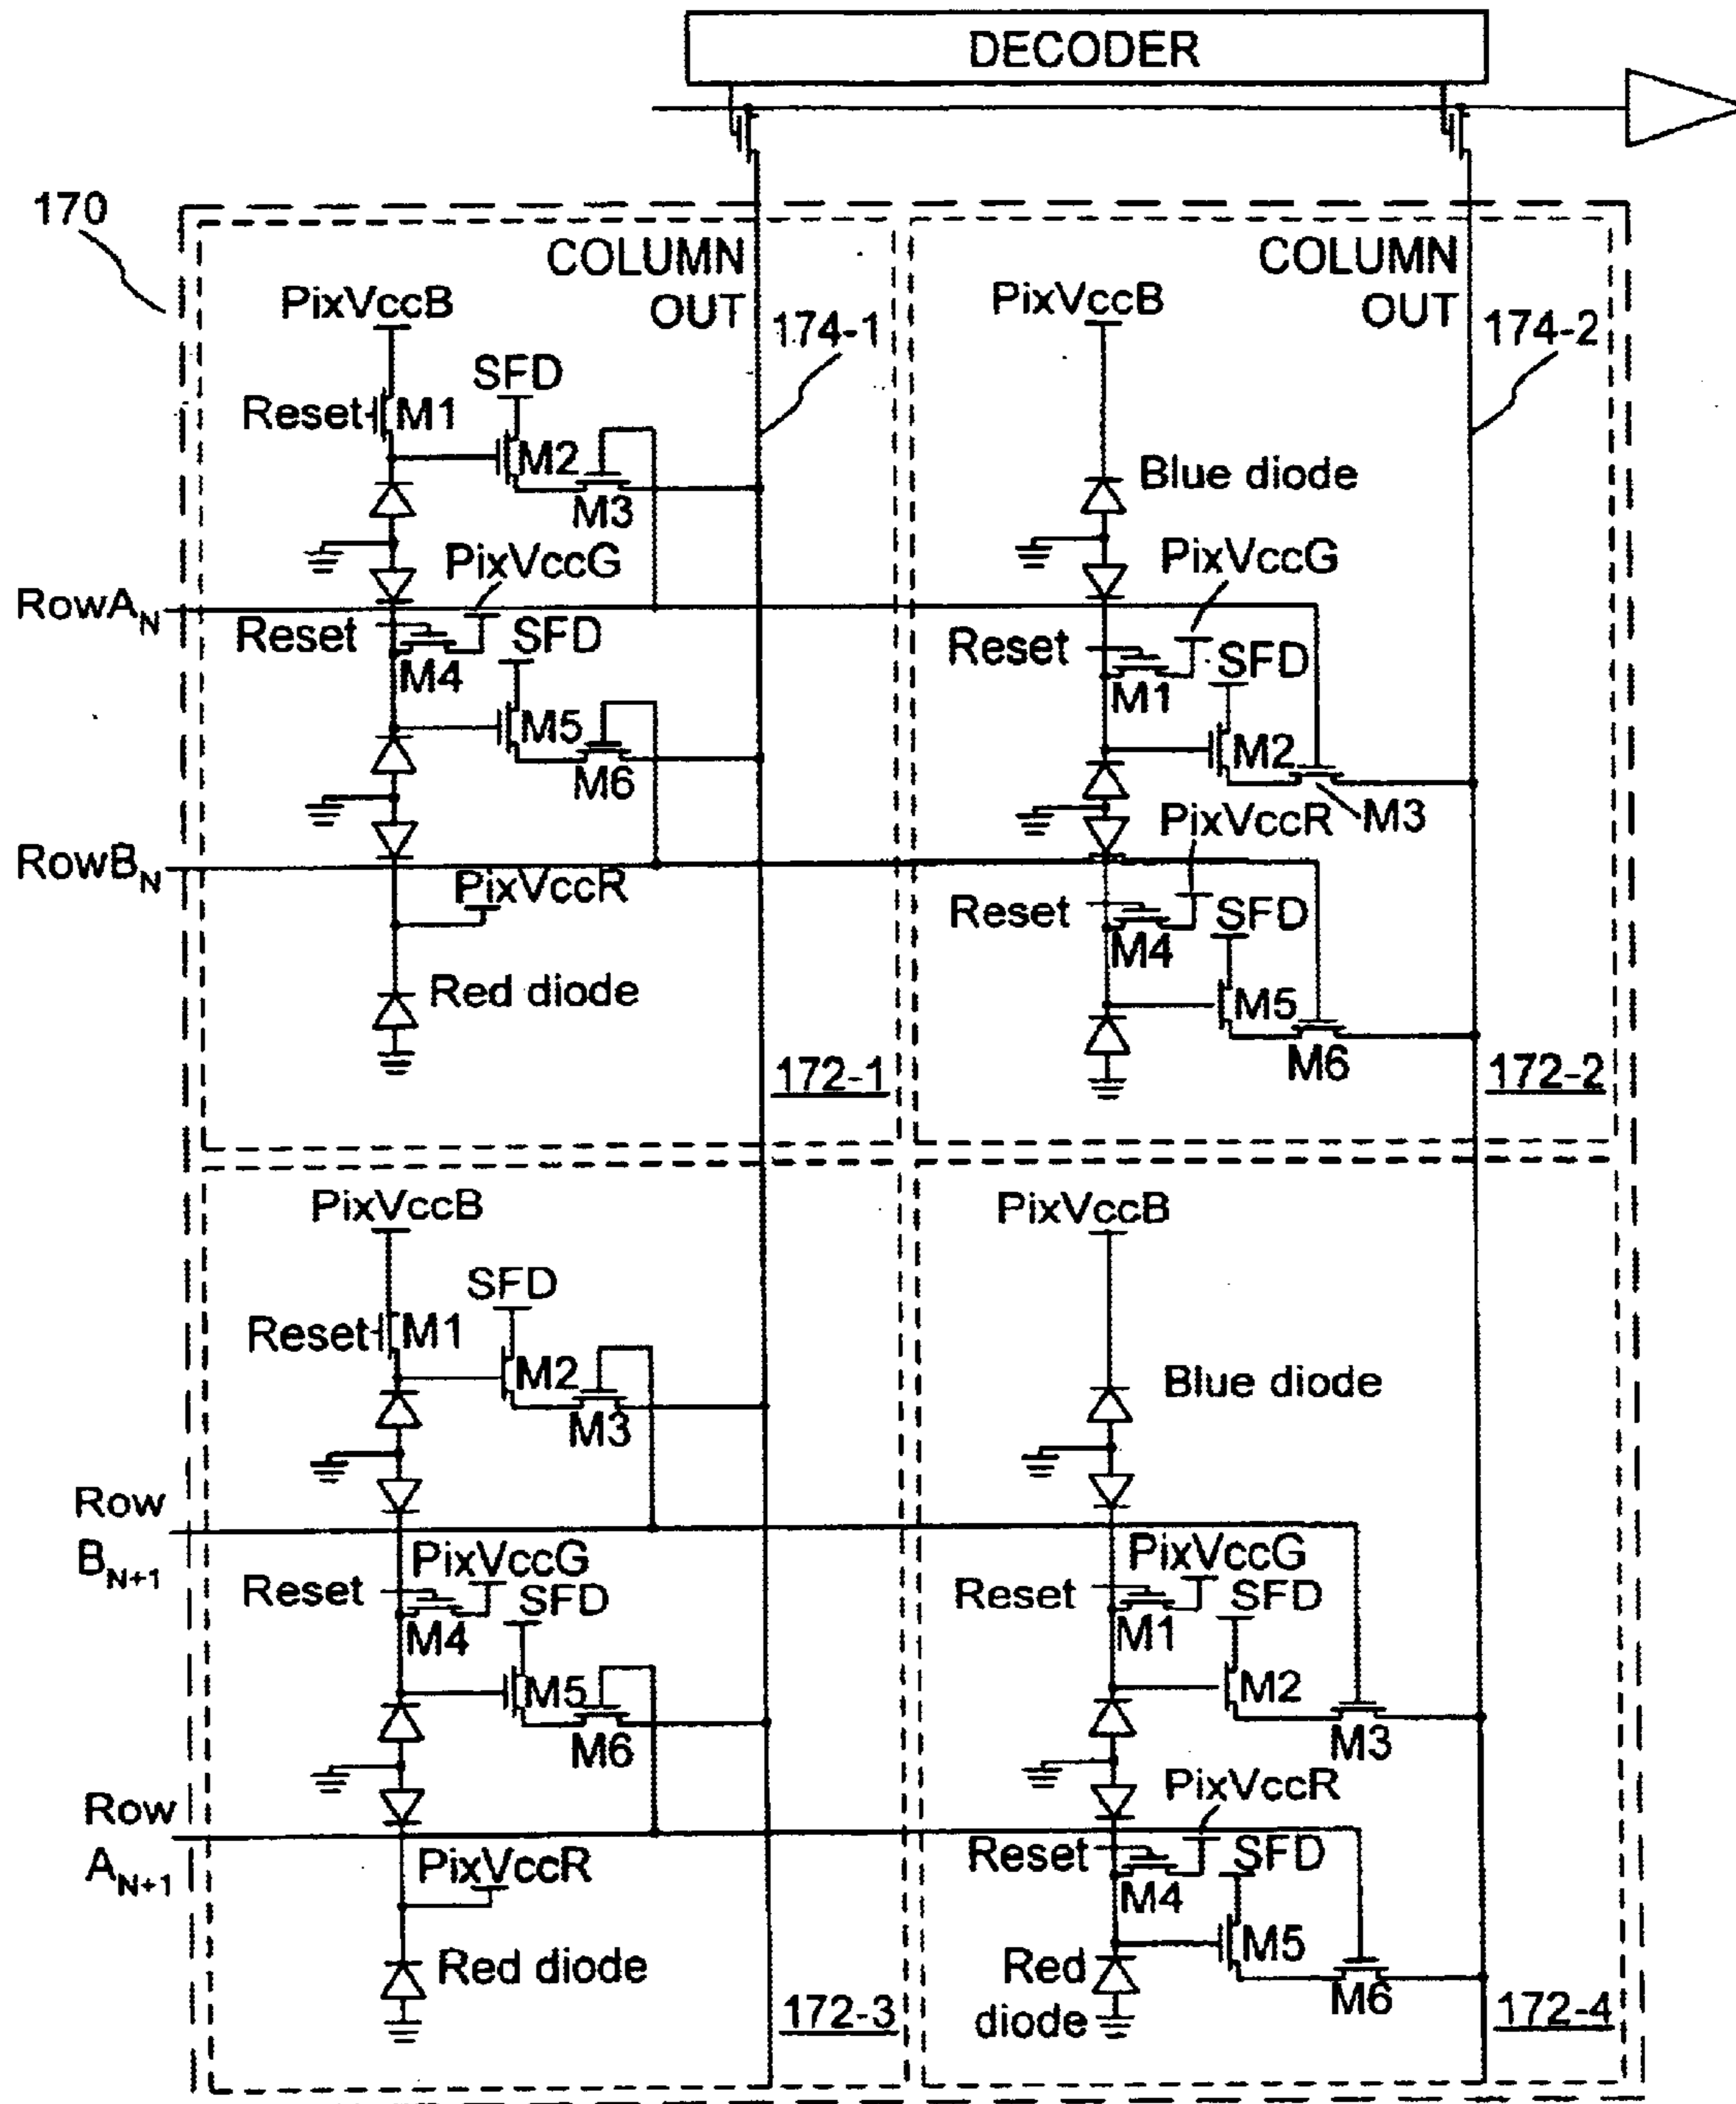 DECODER
170
COLUMN
OUT
PixVccB
174-1
SFD
Reset
M1
M2
M3
RowA_N
PixVccG
Reset
SFD
M4
M5
M6
RowB_N
PixVccR
Red diode
172-1
COLUMN
OUT
PixVccB
174-2
Blue diode
PixVccG
Reset
SFD
M1
M2
M3
PixVccR
Reset
SFD
M4
M5
M6
172-2
PixVccB
SFD
Reset
M1
M2
M3
Row
B_N+1
PixVccG
Reset
SFD
M4
M5
M6
Row
A_N+1
PixVccR
Red diode
172-3
PixVccB
Blue diode
PixVccG
Reset
SFD
M1
M2
M3
PixVccR
Reset
SFD
M4
M5
Red
diode
M6
172-4